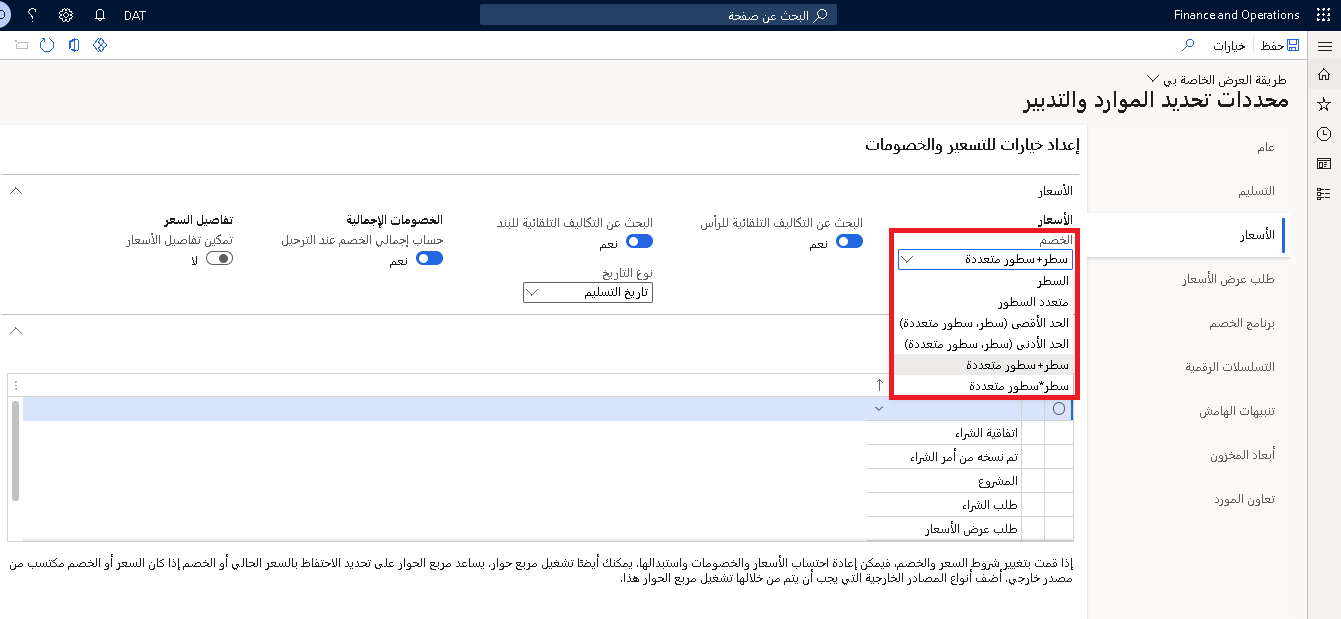 Finance and Operations
البحث عن صفحة
DAT
حفظ
خيارات
طريقة العرض الخاصة بي
محددات تحديد الموارد والتدبير
عام
التسليم
الأسعار
طلب عرض الأسعار
برنامج الخصم
التسلسلات الرقمية
تنبيهات الهامش
أبعاد المخزون
تعاون المورد
إعداد خيارات للتسعير والخصومات
الأسعار
الأسعار
الخصم
سطر+سطور متعددة
السطر
متعدد السطور
الحد الأقصى (سطر، سطور متعددة)
الحد الأدنى (سطر، سطور متعددة)
سطر+سطور متعددة
سطر*سطور متعددة
البحث عن التكاليف التلقائية للرأس
نعم
البحث عن التكاليف التلقائية للبند
نعم
نوع التاريخ
تاريخ التسليم
الخصومات الإجمالية
حساب إجمالي الخصم عند الترحيل
نعم
تفاصيل السعر
تمكين تفاصيل الأسعار
لا
اتفاقية الشراء
تم نسخه من أمر الشراء
المشروع
طلب الشراء
طلب عرض الأسعار
إذا قمت بتغيير شروط السعر والخصم، فيمكن إعادة احتساب الأسعار والخصومات واستبدالها. يمكنك أيضًا تشغيل مربع حوار. يساعد مربع الحوار على تحديد الاحتفاظ بالسعر الحالي أو الخصم إذا كان السعر أو الخصم مكتسب من
مصدر خارجي. أضف أنواع المصادر الخارجية التي يجب أن يتم من خلالها تشغيل مربع الحوار هذا.